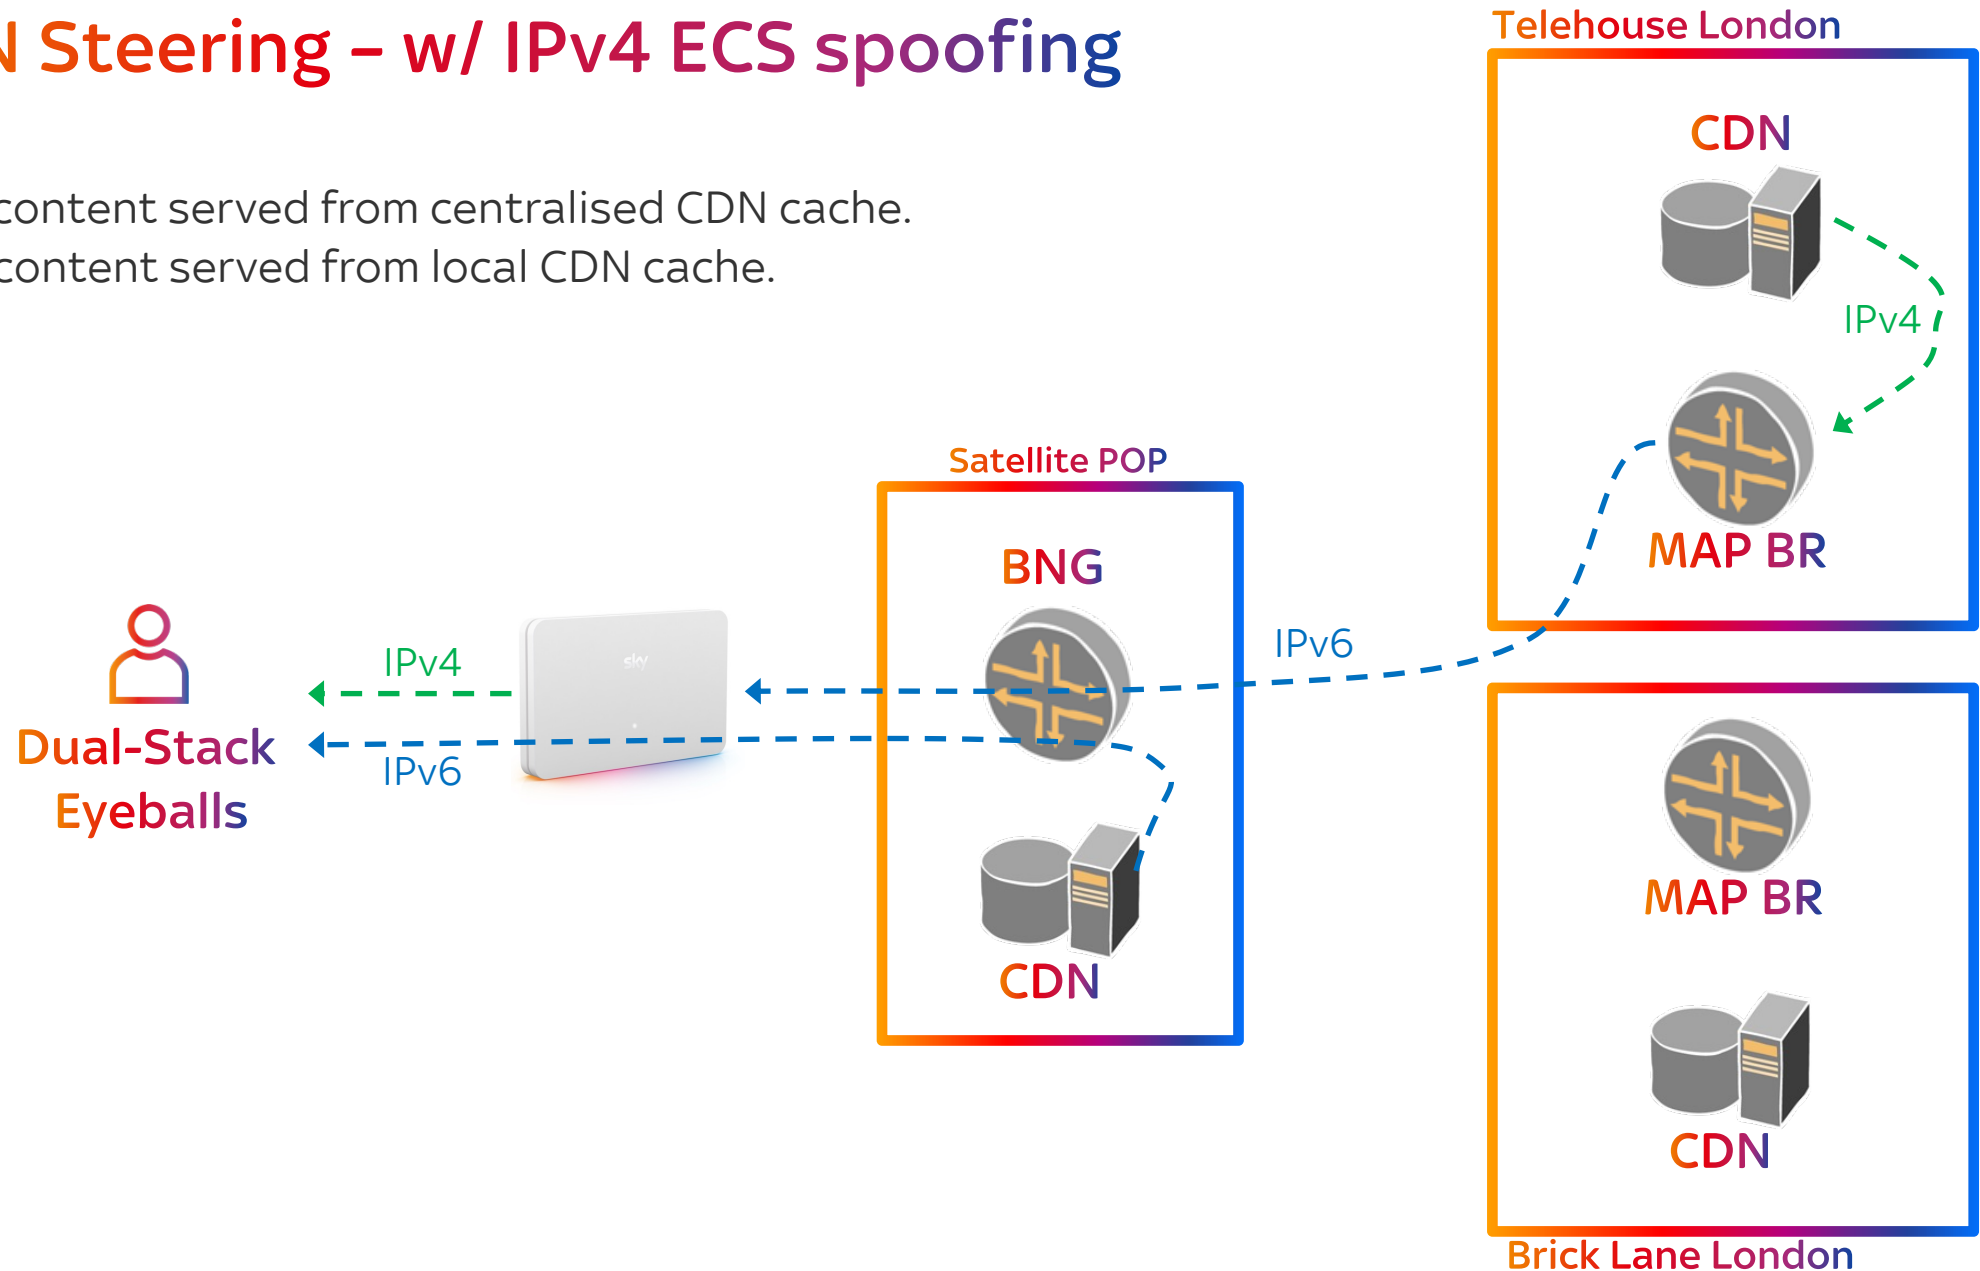 N Steering – w/ IPv4 ECS spoofing
content served from centralised CDN cache.
content served from local CDN cache.
Telehouse London
CDN
IPv4
MAP BR
Satellite POP
BNG
IPv6
sky
IPv4
IPv6
Dual-Stack
Eyeballs
CDN
MAP BR
CDN
Brick Lane London